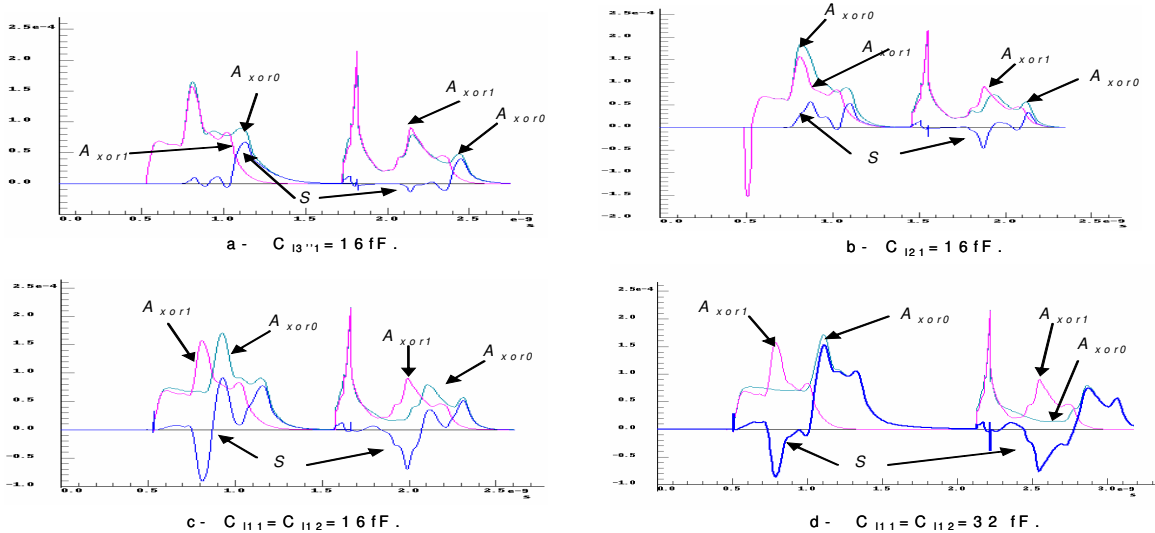 2.5e-4
2.0
1.5
1.0
0.5
0.0
A xor0
A xor1
A xor1
A xor0
S
0.0 0.5 1.0 1.5 2.0 2.5 e-9
s
a - C l3''1 = 16fF.
2.5e-4
2.0
1.5
1.0
0.5
0.0
-0.5
-1.0
-1.5
-2.0
A xor0
A xor1
A xor1
A xor0
S
0.0 0.5 1.0 1.5 2.0 2.5e-9
s
b - C l21 = 16fF.
2.5e-4
2.0
1.5
1.0
0.5
0.0
-0.5
-1.0
A xor1
A xor0
A xor1
A xor0
S
0.0 0.5 1.0 1.5 2.0 2.5 e-9
s
c - C l11 = C l12 = 16fF.
2.5e-4
2.0
1.5
1.0
0.5
0.0
-0.5
-1.0
A xor1
A xor0
A xor1
A xor0
S
0.0 0.5 1.0 1.5 2.0 2.5 3.0 e-9
s
d - C l11 = C l12 = 32 fF.